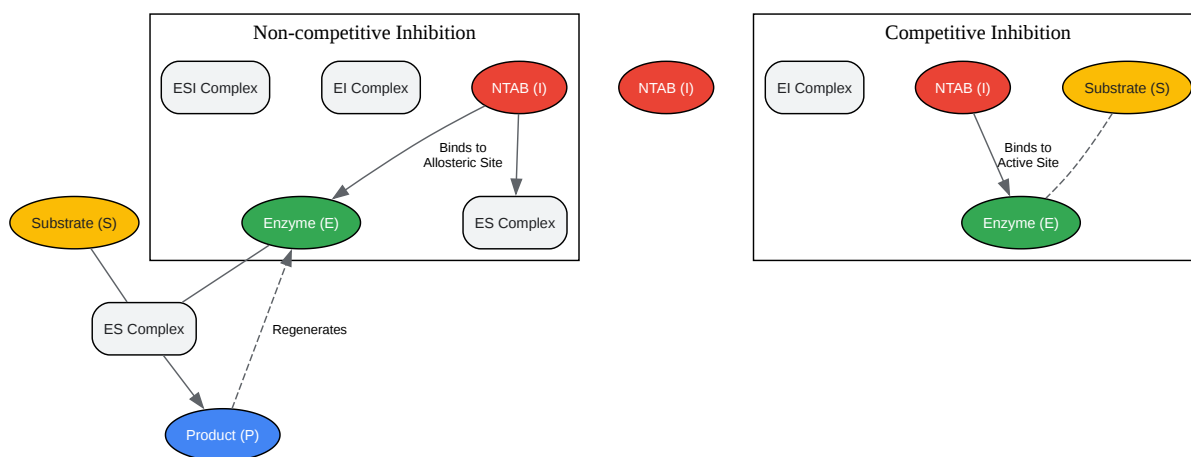 Non-competitive Inhibition
Competitive Inhibition
ESI Complex
EI Complex
NTAB (I)
NTAB (I)
EI Complex
NTAB (I)
Substrate (S)
Binds to
Allosteric Site
Binds to
Active Site
Substrate (S)
Enzyme (E)
ES Complex
Enzyme (E)
ES Complex
Regenerates
Product (P)